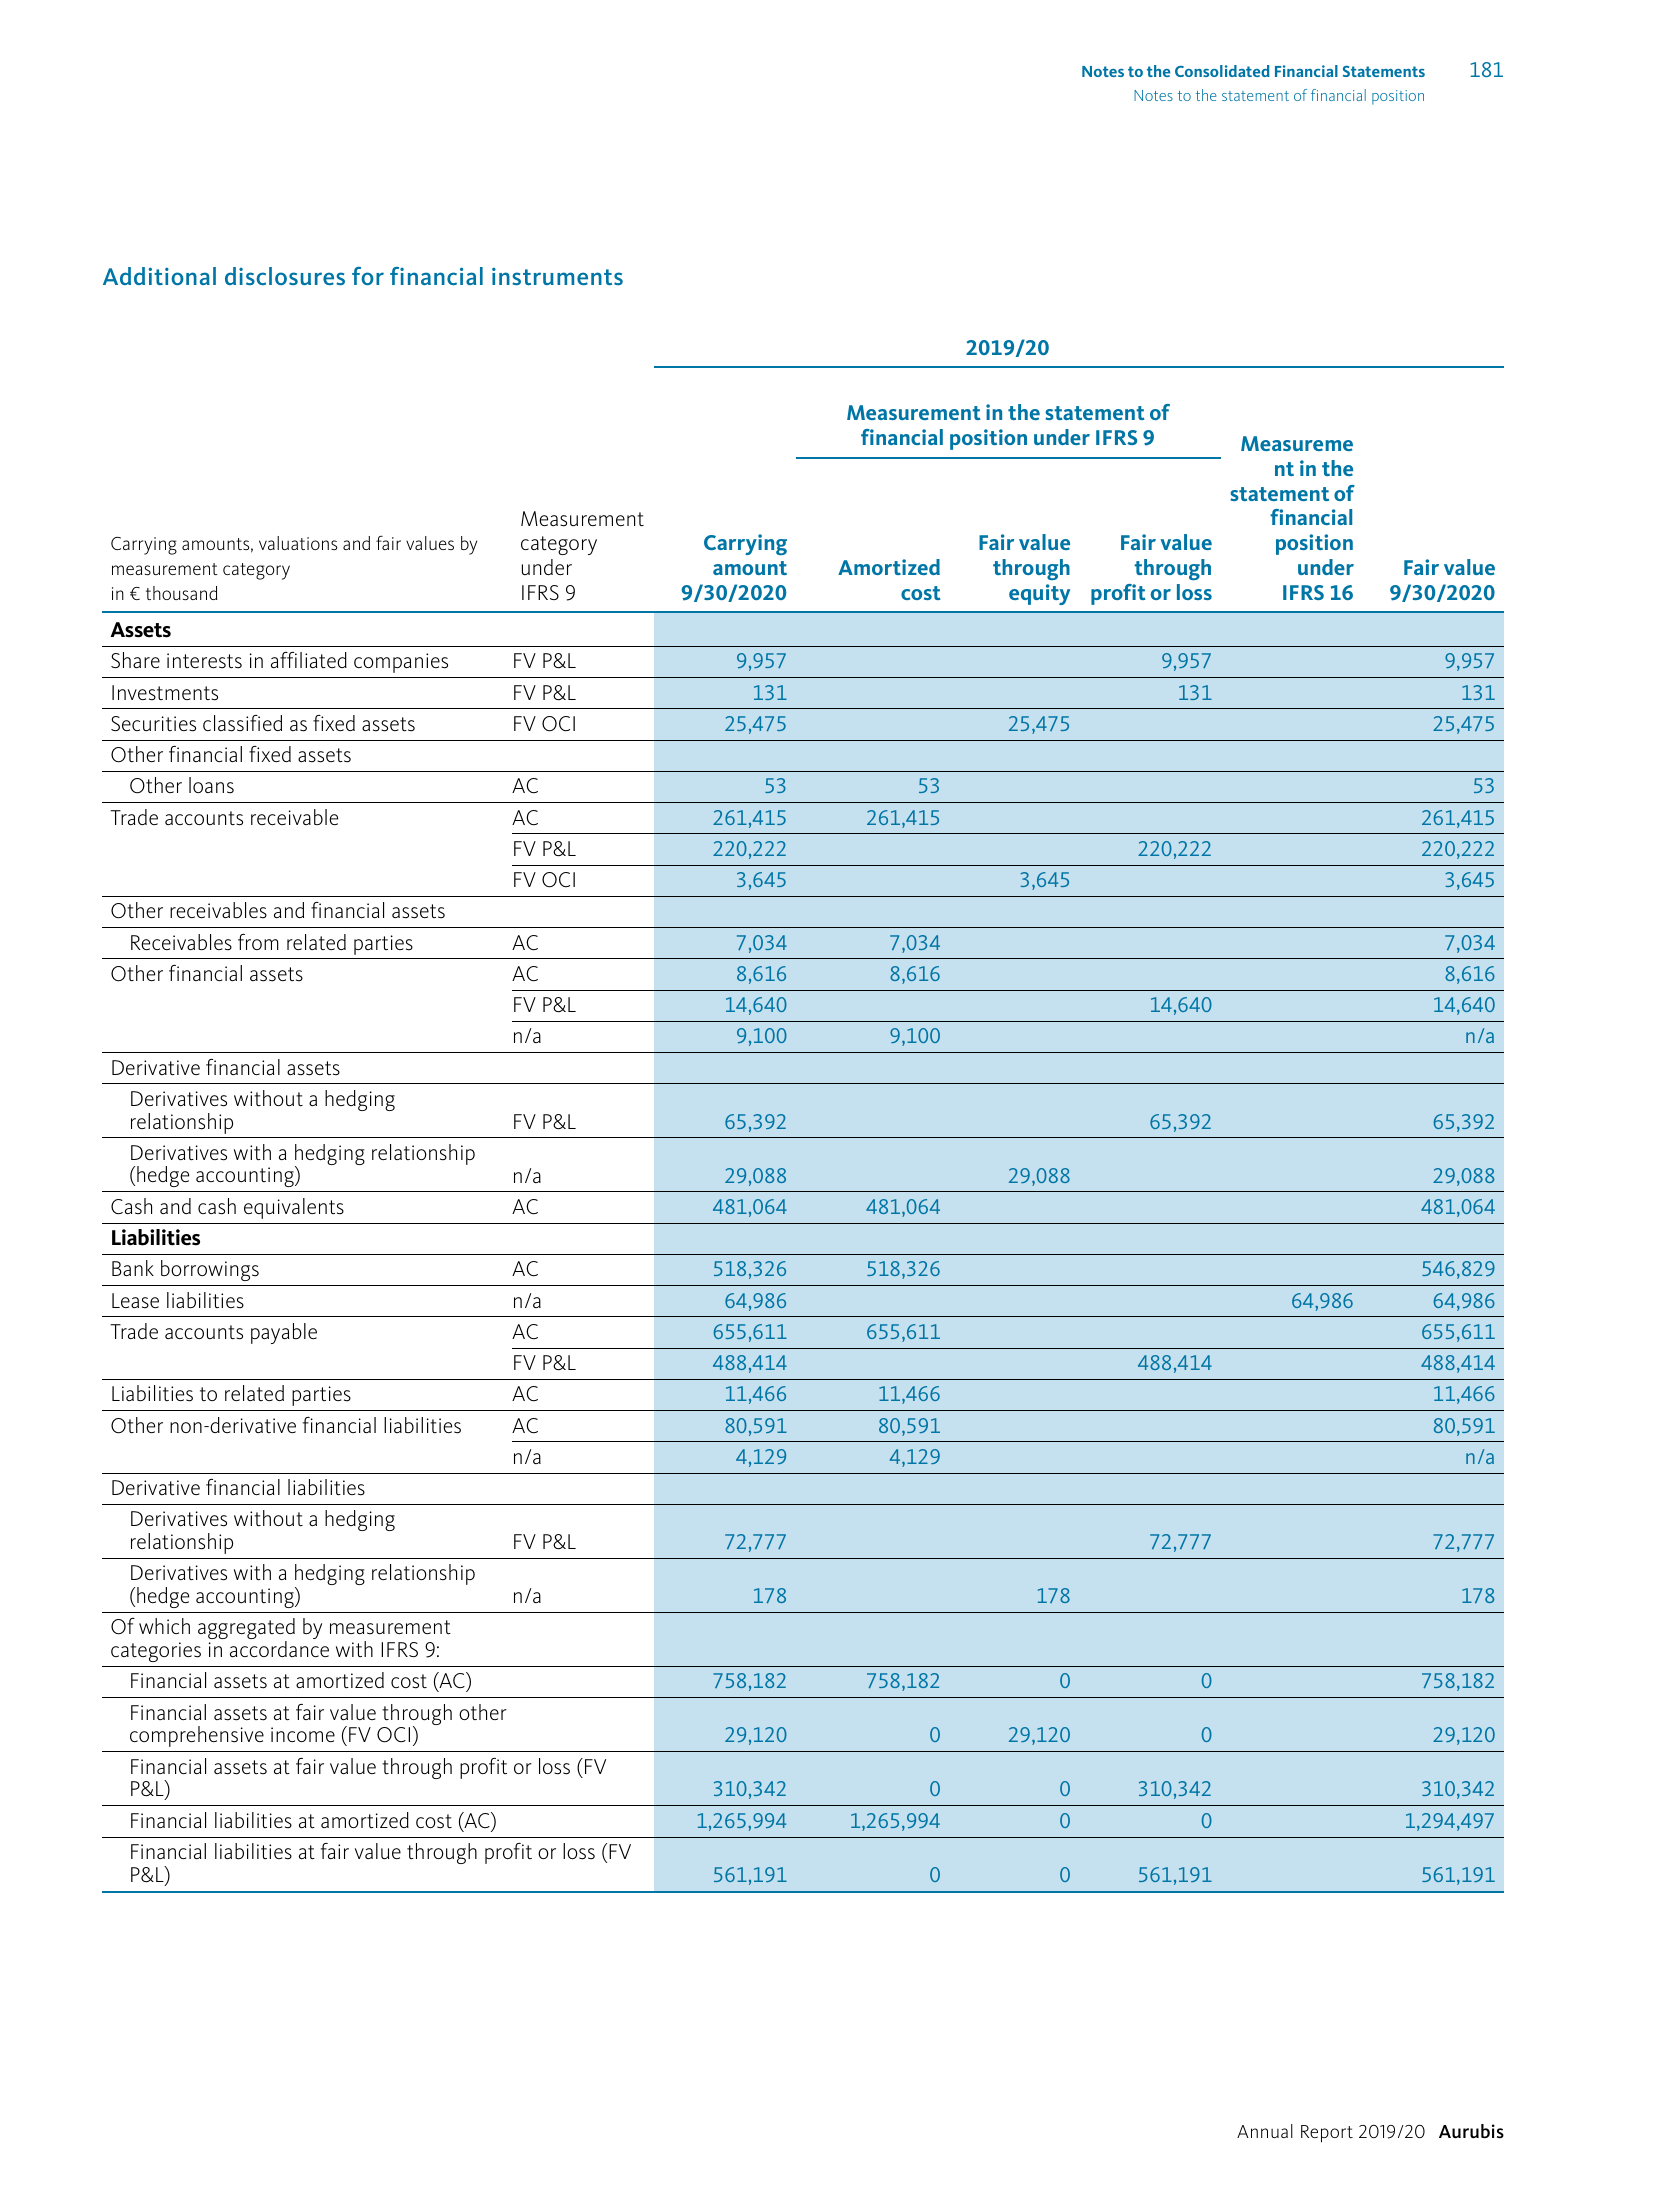 Notes to the Consolidated Financial Statements 181
Notes to the statement of financial position
Additional disclosures for financial instruments
2019/20
Carrying amounts, valuations and fair values by
measurement category
in € thousand
Measurement
category
under
IFRS 9
Carrying
amount
9/30/2020
Measurement in the statement of
financial position under IFRS 9
Amortized
cost
Fair value
through
equity
Fair value
through
profit or loss
Measureme
nt in the
statement of
financial
position
under
IFRS 16
Fair value
9/30/2020
Assets
Share interests in affiliated companies FV P&L 9,957 9,957 9,957
Investments FV P&L 131 131 131
Securities classified as fixed assets FV OCI 25,475 25,475 25,475
Other financial fixed assets
Other loans AC 53 53 53
Trade accounts receivable AC 261,415 261,415 261,415
FV P&L 220,222 220,222 220,222
FV OCI 3,645 3,645 3,645
Other receivables and financial assets
Receivables from related parties AC 7,034 7,034 7,034
Other financial assets AC 8,616 8,616 8,616
FV P&L 14,640 14,640 14,640
n/a 9,100 9,100 n/a
Derivative financial assets
Derivatives without a hedging
relationship FV P&L 65,392 65,392 65,392
Derivatives with a hedging relationship
(hedge accounting) n/a 29,088 29,088 29,088
Cash and cash equivalents AC 481,064 481,064 481,064
Liabilities
Bank borrowings AC 518,326 518,326 546,829
Lease liabilities n/a 64,986 64,986 64,986
Trade accounts payable AC 655,611 655,611 655,611
FV P&L 488,414 488,414 488,414
Liabilities to related parties AC 11,466 11,466 11,466
Other non-derivative financial liabilities AC 80,591 80,591 80,591
n/a 4,129 4,129 n/a
Derivative financial liabilities
Derivatives without a hedging
relationship FV P&L 72,777 72,777 72,777
Derivatives with a hedging relationship
(hedge accounting) n/a 178 178 178
Of which aggregated by measurement
categories in accordance with IFRS 9:
Financial assets at amortized cost (AC) 758,182 758,182 0 0 758,182
Financial assets at fair value through other
comprehensive income (FV OCI) 29,120 0 29,120 0 29,120
Financial assets at fair value through profit or loss (FV
P&L) 310,342 0 0 310,342 310,342
Financial liabilities at amortized cost (AC) 1,265,994 1,265,994 0 0 1,294,497
Financial liabilities at fair value through profit or loss (FV
P&L) 561,191 0 0 561,191 561,191
Annual Report 2019/20 Aurubis